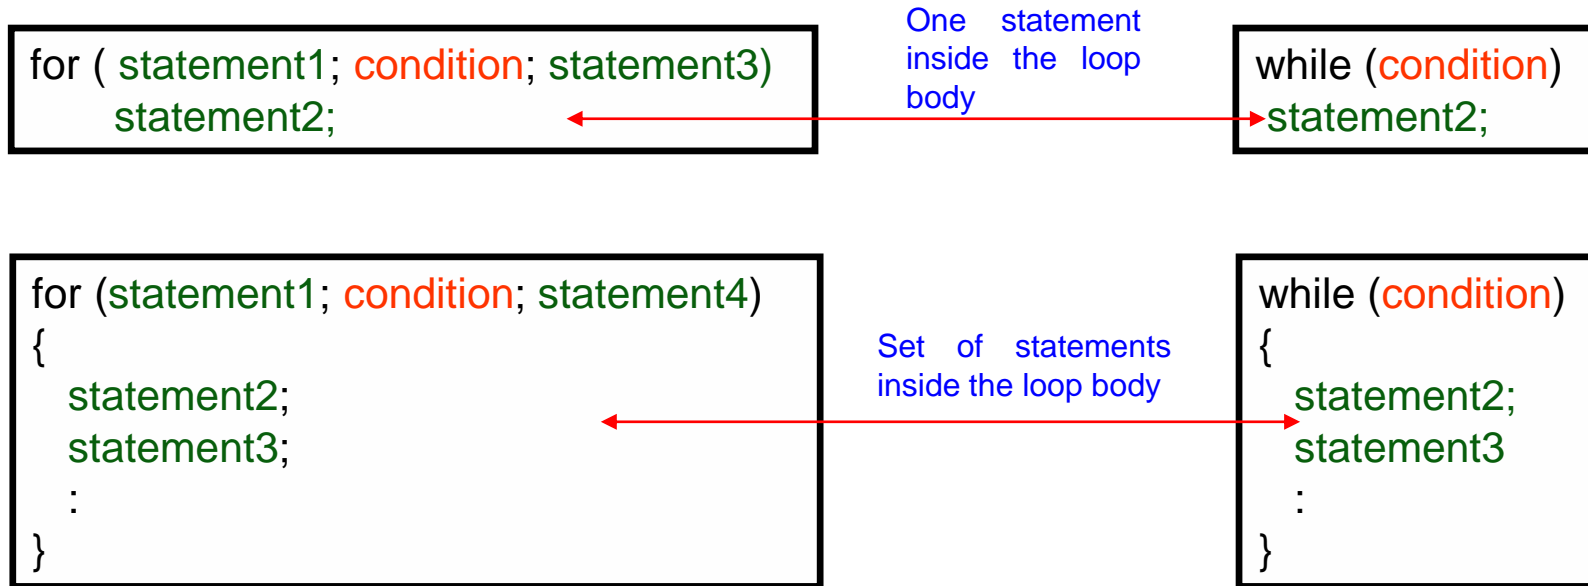 for ( statement1; condition; statement3)
statement2;
One statement
inside the loop
body
while (condition)
statement2;
for (statement1; condition; statement4)
{
statement2;
statement3;
:
}
Set of statements
inside the loop body
while (condition)
{
statement2;
statement3
:
}